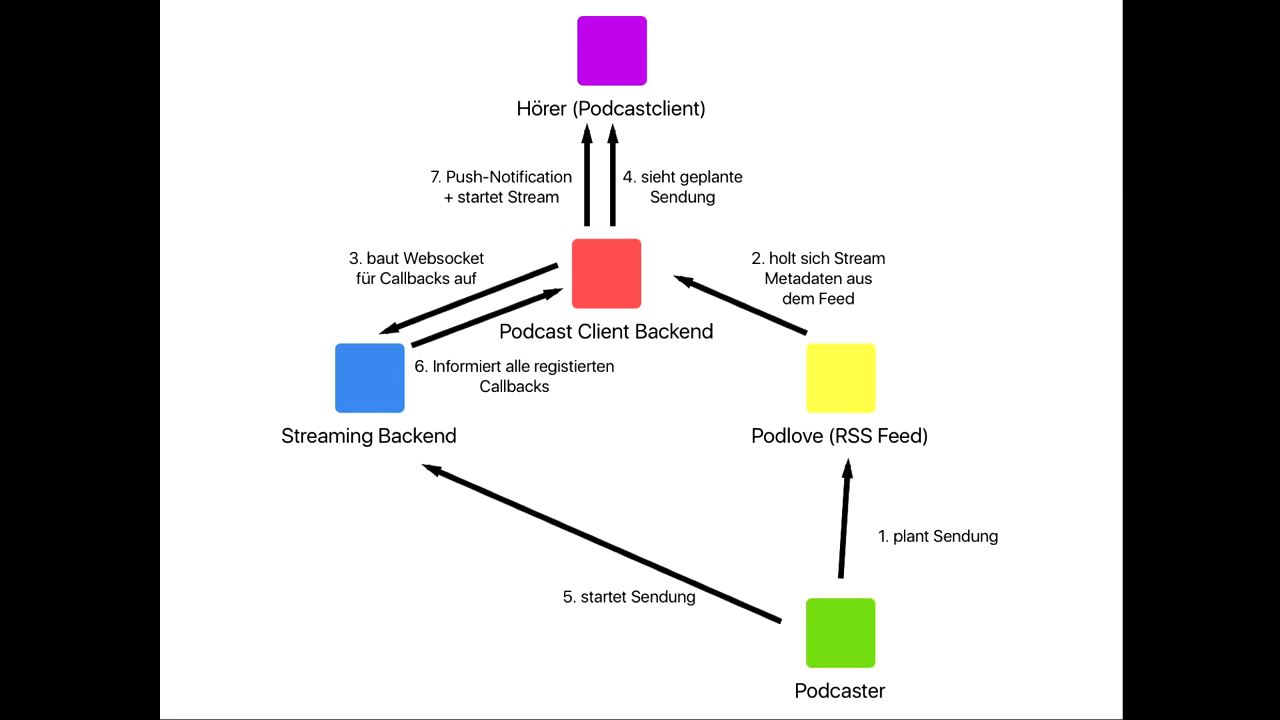 Hörer (Podcastclient)
7. Push-Notification
+ startet Stream
4. sieht geplante
Sendung
3. baut Websocket
für Callbacks auf
2. holt sich Stream
Metadaten aus
dem Feed
Podcast Client Backend
6. Informiert alle registierten
Callbacks
Streaming Backend
Podlove (RSS Feed)
1. plant Sendung
5. startet Sendung
Podcaster